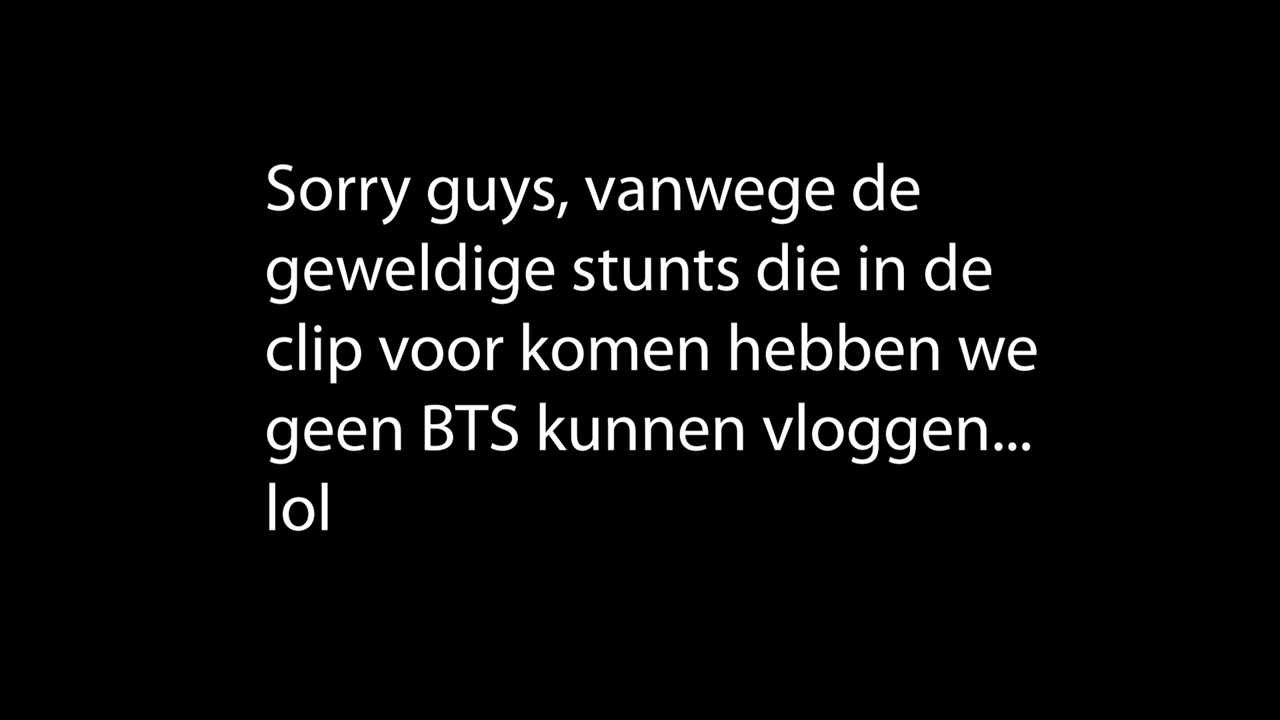 Sorry guys, vanwege de
geweldige stunts die in de
clip voor komen hebben we
geen BTS kunnen vloggen...
lol